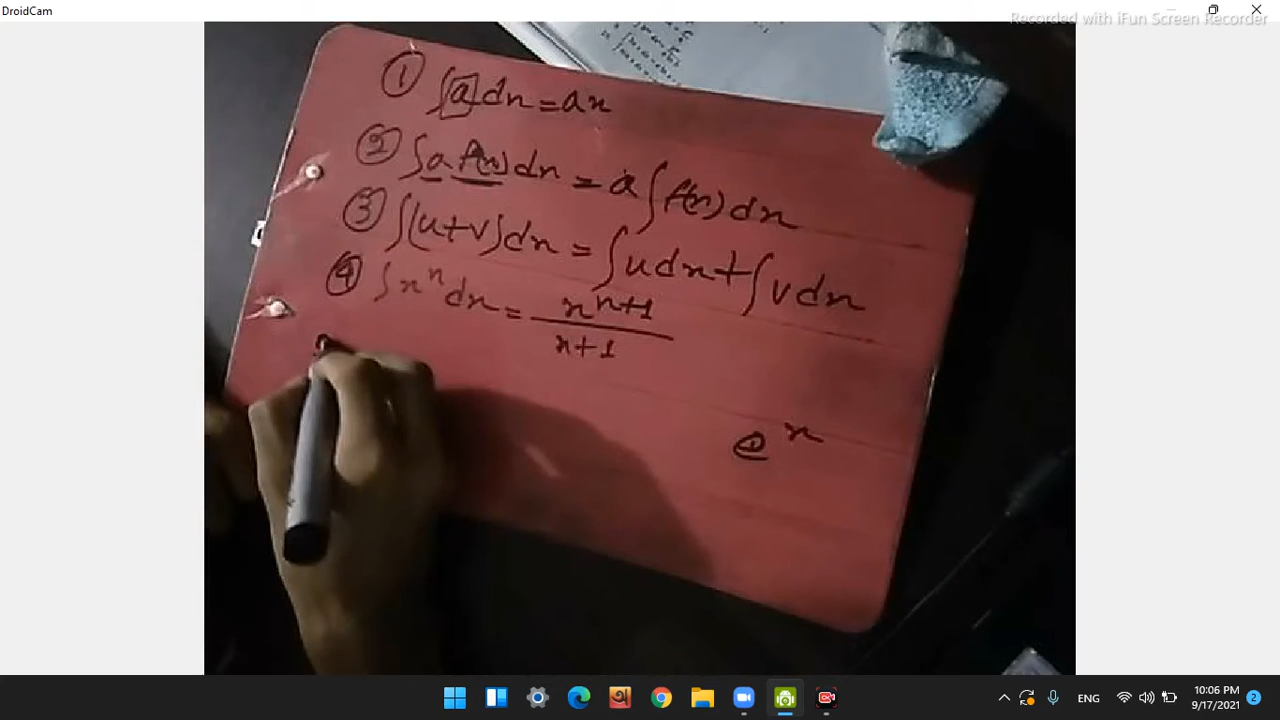 DroidCam
Recorded with iFun Screen Recorder
① ∫a dx = ax
② ∫a f(x) dx = a∫f(x) dx
③ ∫(u+v) dx = ∫u dx + ∫v dx
④ ∫xⁿ dx = xⁿ⁺¹ / n+1
eˣ
ENG
10:06 PM
9/17/2021
2